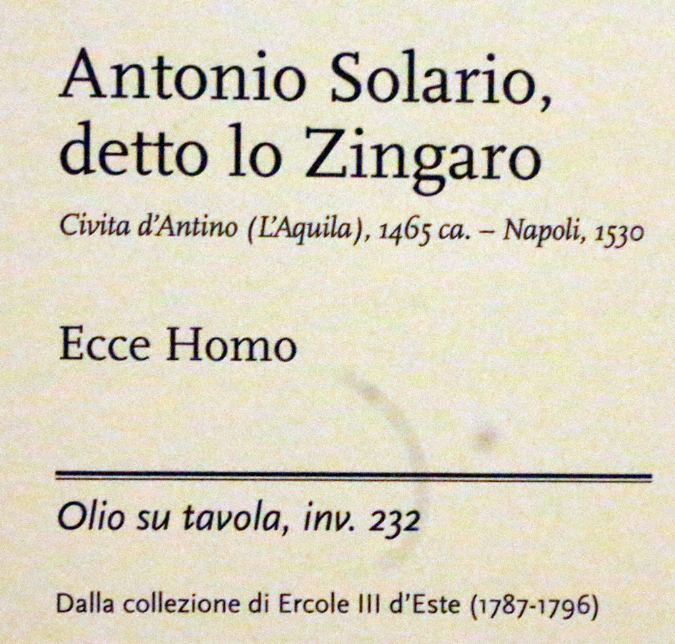 Antonio Solario,
detto lo Zingaro
Civita d'Antino (L'Aquila), 1465 ca. – Napoli, 1530
Ecce Homo
Olio su tavola, inv. 232
Dalla collezione di Ercole III d'Este (1787-1796)